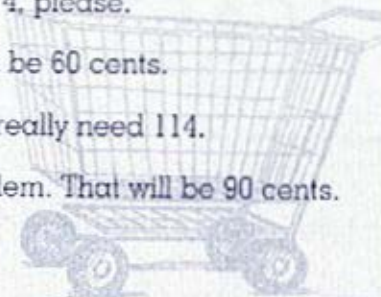 4, please.
be 60 cents.
really need 114.
lem. That will be 90 cents.